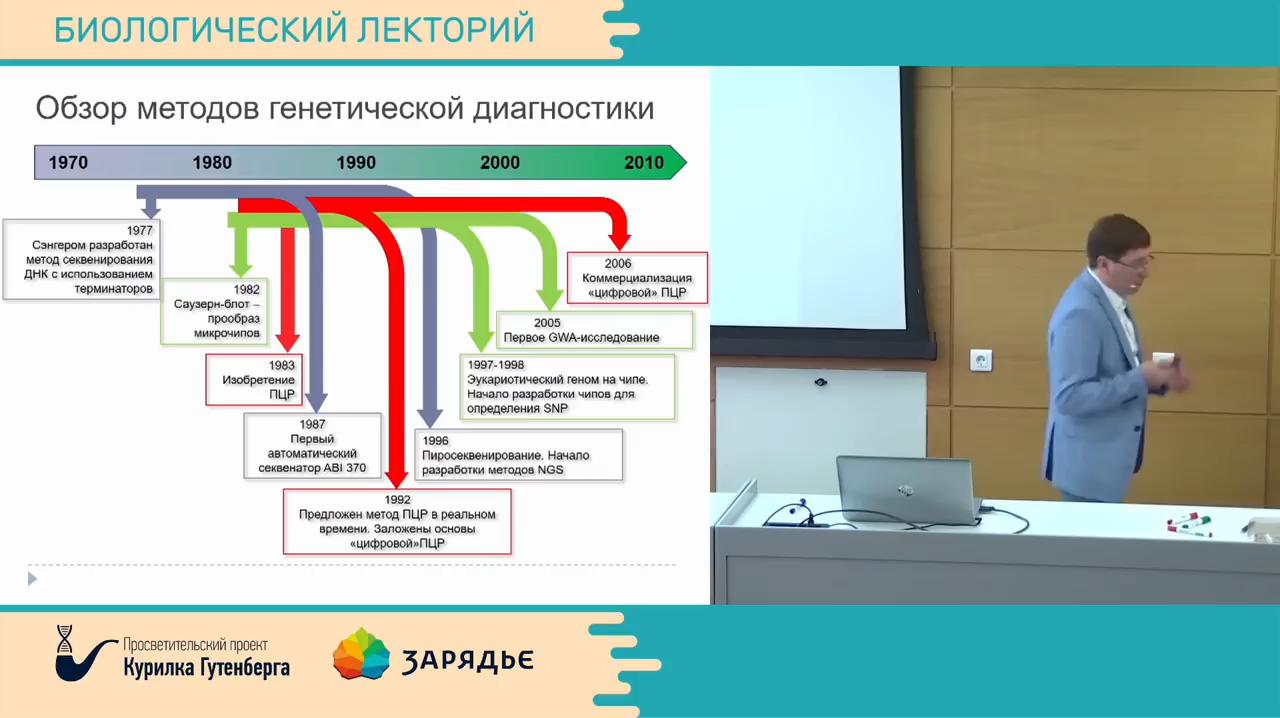 БИОЛОГИЧЕСКИЙ ЛЕКТОРИЙ
Обзор методов генетической диагностики
1970 1980 1990 2000 2010
1977
Сэнгером разработан
метод секвенирования
ДНК с использованием
терминаторов
1982
Саузерн-блот –
прообраз
микрочипов
1983
Изобретение
ПЦР
1987
Первый
автоматический
секвенатор ABI 370
1992
Предложен метод ПЦР в реальном
времени. Заложены основы
«цифровой»ПЦР
1996
Пиросеквенирование. Начало
разработки методов NGS
1997-1998
Эукариотический геном на чипе.
Начало разработки чипов для
определения SNP
2005
Первое GWA-исследование
2006
Коммерциализация
«цифровой» ПЦР
Просветительский проект
Курилка Гутенберга
ЗАРЯДЬЕ
hp